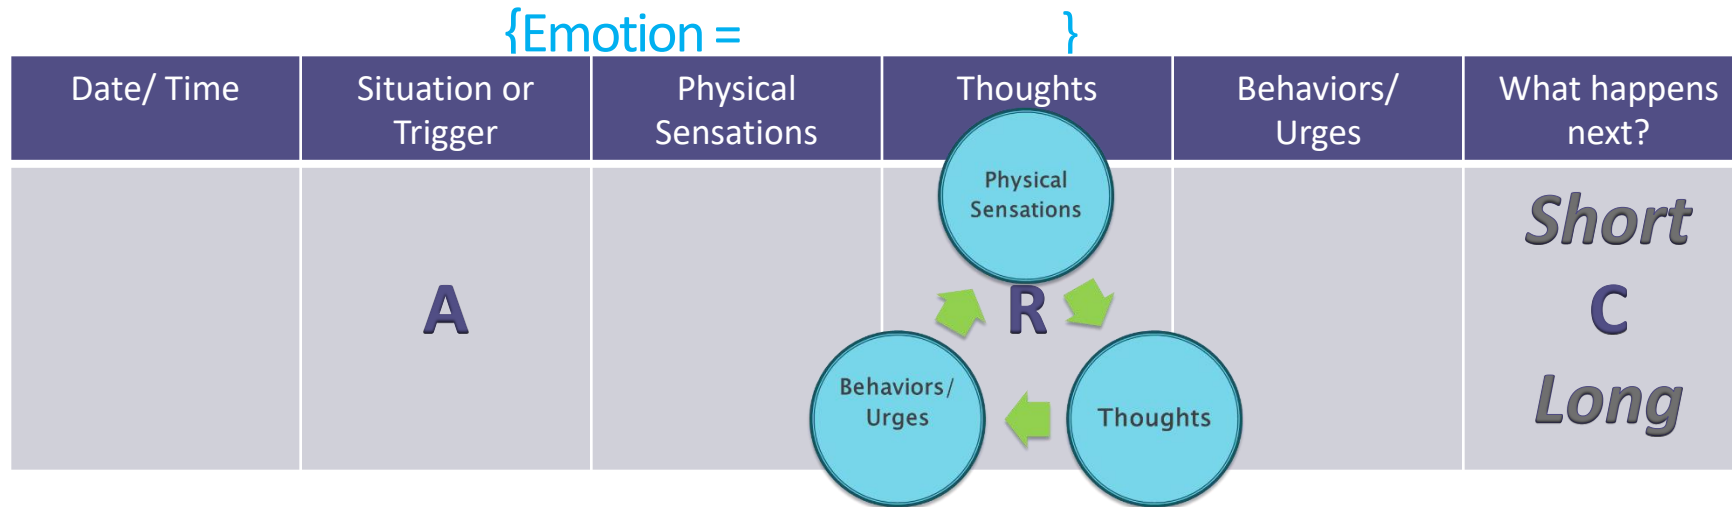 {Emotion = }
Date/ Time
Situation or
Trigger
Physical
Sensations
Thoughts
Behaviors/
Urges
What happens
next?
A
Physical
Sensations
R
Behaviors/
Urges
Thoughts
Short
C
Long